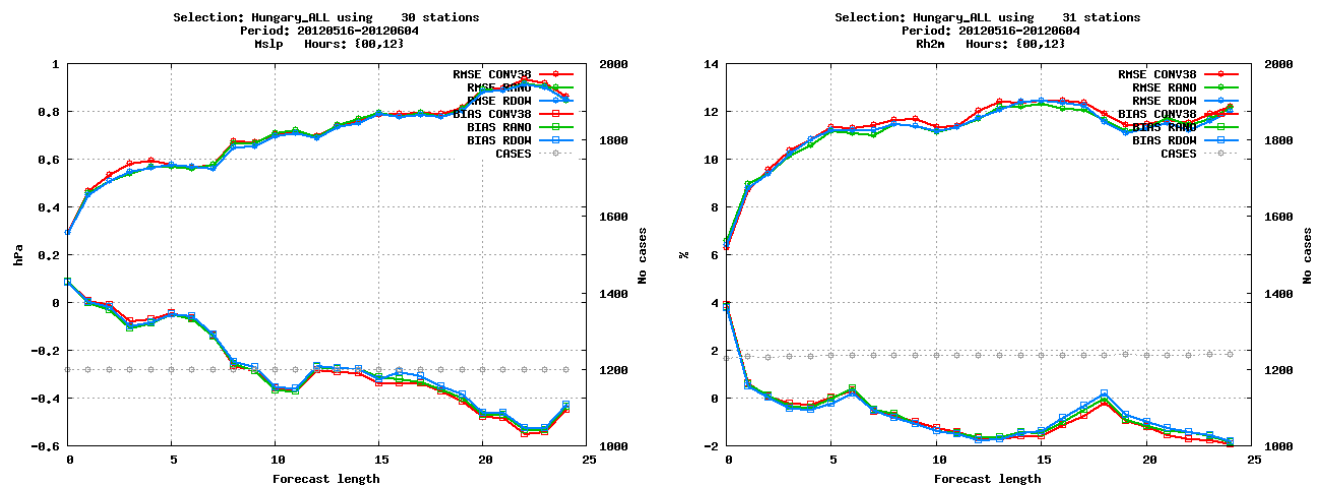 Selection: Hungary_ALL using 30 stations
Period: 20120516-20120604
Mslp Hours: {00,12}
1
0.8
0.6
0.4
0.2
0
-0.2
-0.4
-0.6
hPa
2000
1800
1600
1400
1200
1000
No cases
RMSE CONV38
RMSE RANO
RMSE RDOW
BIAS CONV38
BIAS RANO
BIAS RDOW
CASES
0
5
10
15
20
25
Forecast length
Selection: Hungary_ALL using 31 stations
Period: 20120516-20120604
Rh2m Hours: {00,12}
14
12
10
8
6
4
2
0
-2
%
2000
1800
1600
1400
1200
1000
No cases
RMSE CONV38
RMSE RANO
RMSE RDOW
BIAS CONV38
BIAS RANO
BIAS RDOW
CASES
0
5
10
15
20
25
Forecast length